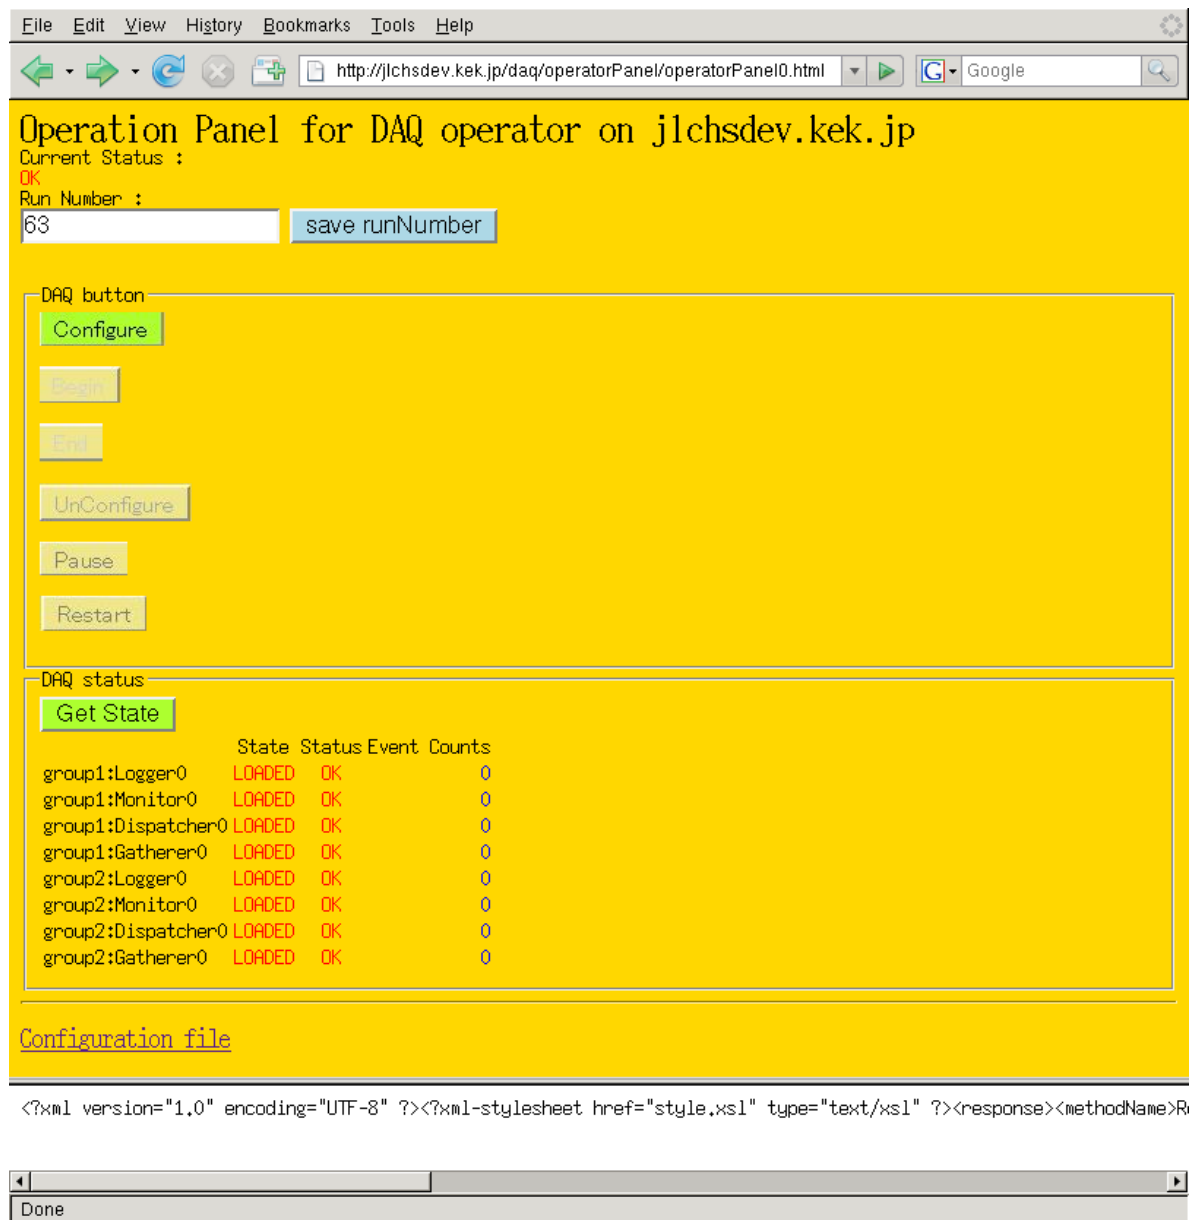 File Edit View History Bookmarks Tools Help
http://jlchsdev.kek.jp/daq/operatorPanel/operatorPanel0.html G Google
Operation Panel for DAQ operator on jlchsdev.kek.jp
Current Status :
OK
Run Number :
63 save runNumber
DAQ button
Configure
Begin
End
UnConfigure
Pause
Restart
DAQ status
Get State
State Status Event Counts
group1:Logger0 LOADED OK 0
group1:Monitor0 LOADED OK 0
group1:Dispatcher0 LOADED OK 0
group1:Gatherer0 LOADED OK 0
group2:Logger0 LOADED OK 0
group2:Monitor0 LOADED OK 0
group2:Dispatcher0 LOADED OK 0
group2:Gatherer0 LOADED OK 0
Configuration file
<?xml version="1.0" encoding="UTF-8" ?><?xml-stylesheet href="style.xsl" type="text/xsl" ?><response><methodName>R
Done